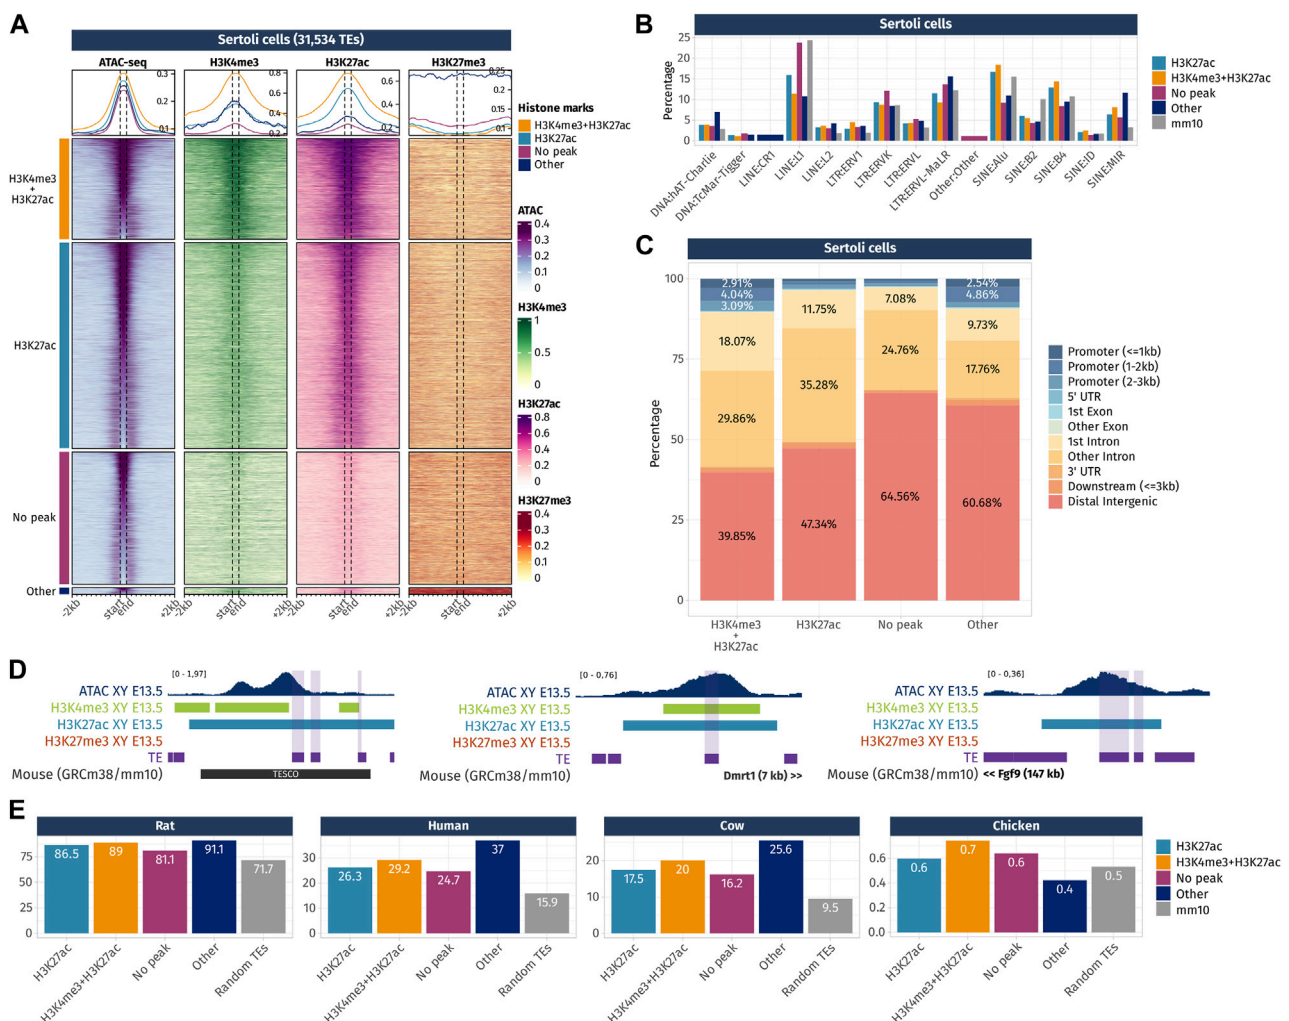 A
Sertoli cells (31,534 TEs)
ATAC-seq H3K4me3 H3K27ac H3K27me3
0.3
0.2
0.1
0.8
0.6
0.4
0.2
0.8
0.6
0.4
0.2
0.6
0.4
0.2
0.25
0.2
0.15
0.1
Histone marks
H3K4me3+H3K27ac
H3K27ac
No peak
Other
H3K4me3
+
H3K27ac
H3K27ac
No peak
Other
ATAC
0.4
0.3
0.2
0.1
0
H3K4me3
1
0.5
0
H3K27ac
0.8
0.6
0.4
0.2
0
H3K27me3
0.4
0.3
0.2
0.1
0
-2kb start end +2kb -2kb start end +2kb -2kb start end +2kb -2kb start end +2kb
B
Sertoli cells
Percentage
25
20
15
10
5
0
DNA:hAT-Charlie
DNA:TcMar-Tigger
LINE:CR1
LINE:L1
LINE:L2
LTR:ERV1
LTR:ERVK
LTR:ERVL
LTR:ERVL-MaLR
Other:Other
SINE:Alu
SINE:B2
SINE:B4
SINE:ID
SINE:MIR
H3K27ac
H3K4me3+H3K27ac
No peak
Other
mm10
C
Sertoli cells
Percentage
100
75
50
25
0
2.91%
4.04%
3.09%
18.07%
29.86%
39.85%
11.75%
35.28%
47.34%
7.08%
24.76%
64.56%
2.54%
4.86%
9.73%
17.76%
60.68%
H3K4me3
+
H3K27ac
H3K27ac
No peak
Other
Promoter (<=1kb)
Promoter (1-2kb)
Promoter (2-3kb)
5' UTR
1st Exon
Other Exon
1st Intron
Other Intron
3' UTR
Downstream (<=3kb)
Distal Intergenic
D
[0 - 1,97]
ATAC XY E13.5
H3K4me3 XY E13.5
H3K27ac XY E13.5
H3K27me3 XY E13.5
TE
Mouse (GRCm38/mm10)
TESCO
[0 - 0,76]
ATAC XY E13.5
H3K4me3 XY E13.5
H3K27ac XY E13.5
H3K27me3 XY E13.5
TE
Mouse (GRCm38/mm10)
Dmrt1 (7 kb) >>
[0 - 0,36]
ATAC XY E13.5
H3K4me3 XY E13.5
H3K27ac XY E13.5
H3K27me3 XY E13.5
TE
Mouse (GRCm38/mm10)
<< Fgf9 (147 kb)
E
Rat
75
50
25
0
86.5
89
81.1
91.1
71.7
H3K27ac
H3K4me3+H3K27ac
No peak
Other
Random TEs
Human
30
20
10
0
26.3
29.2
24.7
37
15.9
H3K27ac
H3K4me3+H3K27ac
No peak
Other
Random TEs
Cow
20
10
0
17.5
20
16.2
25.6
9.5
H3K27ac
H3K4me3+H3K27ac
No peak
Other
Random TEs
Chicken
0.6
0.4
0.2
0.0
0.6
0.7
0.6
0.4
0.5
H3K27ac
H3K4me3+H3K27ac
No peak
Other
Random TEs
H3K27ac
H3K4me3+H3K27ac
No peak
Other
mm10